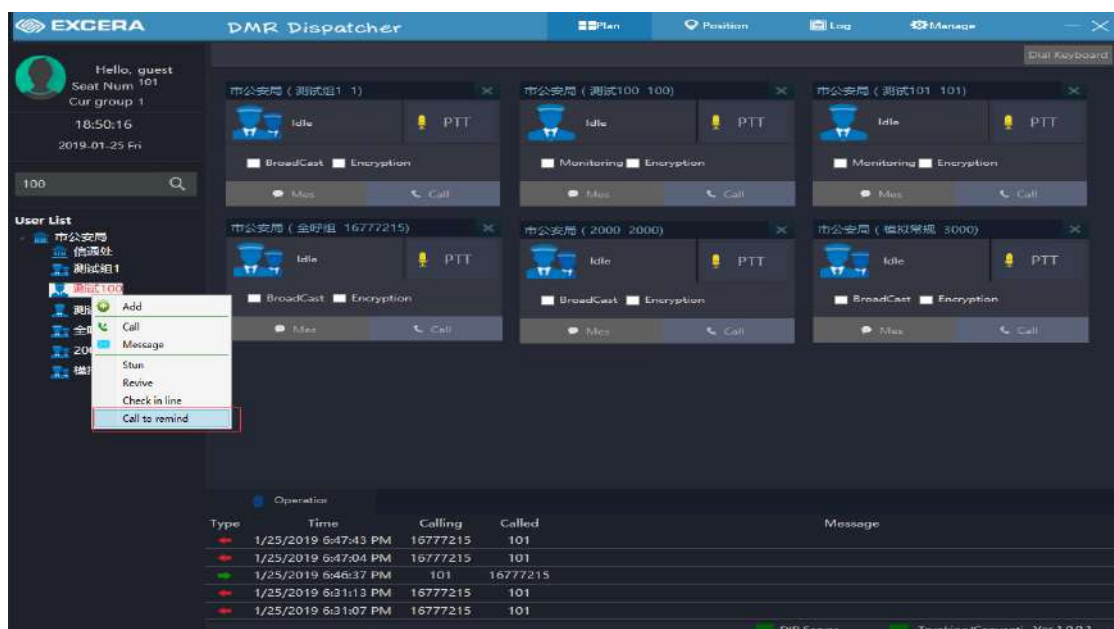 EXCERA
DMR Dispatcher
Plan
Position
Log
Manage
Dial Keyboard
Hello, guest
Seat Num 101
Cur group 1
18:50:16
2019-01-25 Fri
100
User List
市公安局
信通处
测试组1
测试100
Add
Call
Message
Stun
Revive
Check in line
Call to remind
市公安局 ( 测试组1 1)
Idle
PTT
BroadCast Encryption
Mes Call
市公安局 ( 测试100 100)
Idle
PTT
Monitoring Encryption
Mes Call
市公安局 ( 测试101 101)
Idle
PTT
Monitoring Encryption
Mes Call
市公安局 ( 全呼组 16777215)
Idle
PTT
BroadCast Encryption
Mes Call
市公安局 ( 2000 2000)
Idle
PTT
BroadCast Encryption
Mes Call
市公安局 ( 模拟常规 3000)
Idle
PTT
BroadCast Encryption
Mes Call
Operation
Type Time Calling Called Message
1/25/2019 6:47:43 PM 16777215 101
1/25/2019 6:47:04 PM 16777215 101
1/25/2019 6:46:37 PM 101 16777215
1/25/2019 6:31:13 PM 16777215 101
1/25/2019 6:31:07 PM 16777215 101